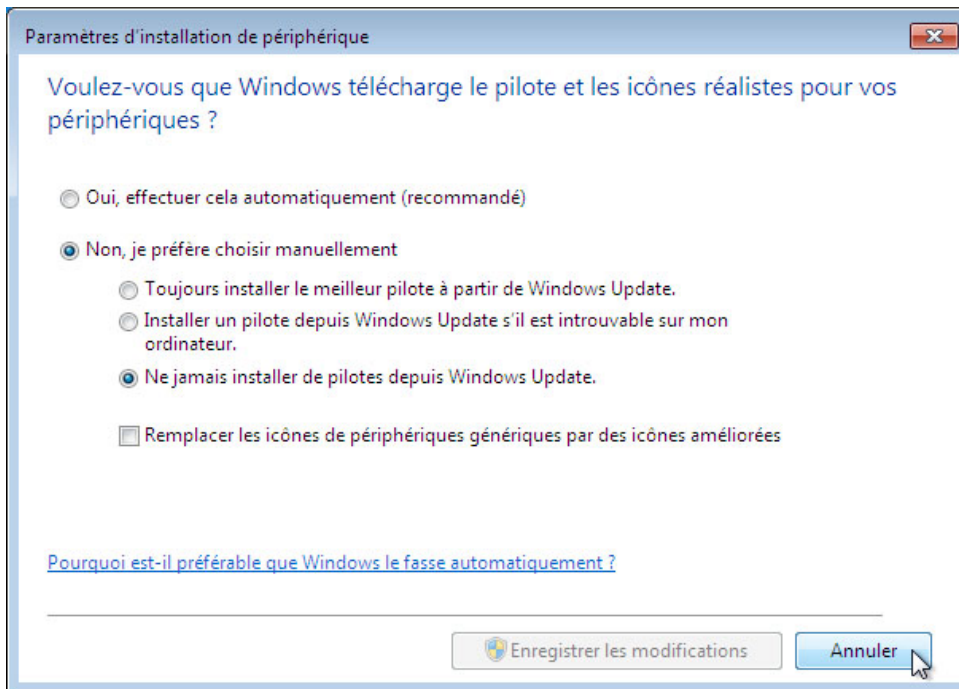 Paramètres d'installation de périphérique
Voulez-vous que Windows télécharge le pilote et les icônes réalistes pour vos
périphériques ?
Oui, effectuer cela automatiquement (recommandé)
Non, je préfère choisir manuellement
Toujours installer le meilleur pilote à partir de Windows Update.
Installer un pilote depuis Windows Update s'il est introuvable sur mon
ordinateur.
Ne jamais installer de pilotes depuis Windows Update.
Remplacer les icônes de périphériques génériques par des icônes améliorées
Pourquoi est-il préférable que Windows le fasse automatiquement ?
Enregistrer les modifications
Annuler